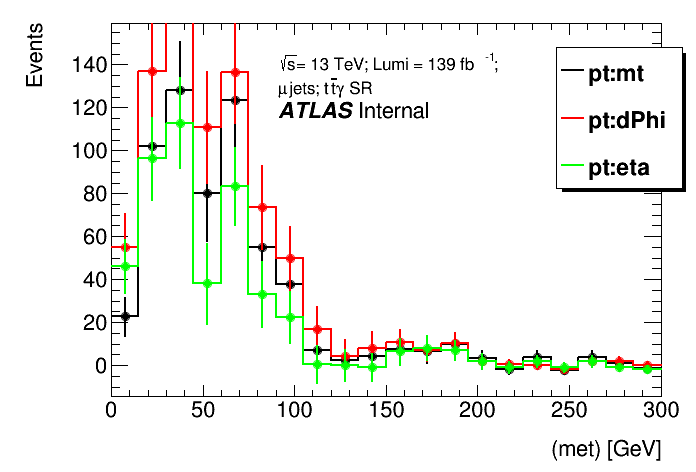 Events
140
120
100
80
60
40
20
0
√s= 13 TeV; Lumi = 139 fb⁻¹;
μjets; tt̄γ SR
ATLAS Internal
pt:mt
pt:dPhi
pt:eta
0 50 100 150 200 250 300
(met) [GeV]